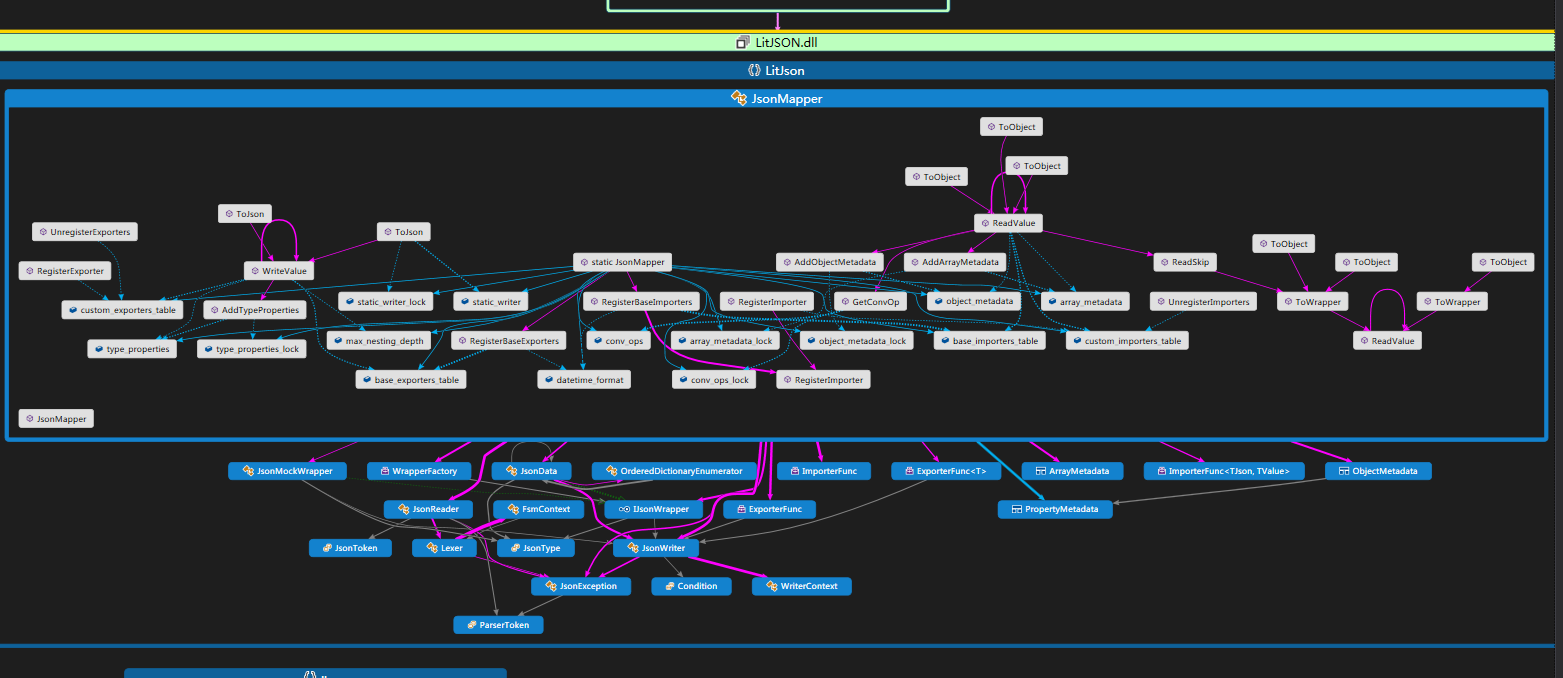 LitJSON.dll
LitJson
JsonMapper
ToObject
ToObject
ToObject
ToJson
ReadValue
UnregisterExporters
ToJson
ToObject
static JsonMapper
AddObjectMetadata
AddArrayMetadata
ReadSkip
ToObject
ToObject
RegisterExporter
WriteValue
static_writer_lock
static_writer
RegisterBaseImporters
RegisterImporter
GetConvOp
object_metadata
array_metadata
UnregisterImporters
ToWrapper
ToWrapper
custom_exporters_table
AddTypeProperties
max_nesting_depth
RegisterBaseExporters
conv_ops
array_metadata_lock
object_metadata_lock
base_importers_table
custom_importers_table
ReadValue
type_properties
type_properties_lock
base_exporters_table
datetime_format
conv_ops_lock
RegisterImporter
JsonMapper
JsonMockWrapper
WrapperFactory
JsonData
OrderedDictionaryEnumerator
ImporterFunc
ExporterFunc<T>
ArrayMetadata
ImporterFunc<TJson, TValue>
ObjectMetadata
JsonReader
FsmContext
IJsonWrapper
ExporterFunc
PropertyMetadata
JsonToken
Lexer
JsonType
JsonWriter
JsonException
Condition
WriterContext
ParserToken